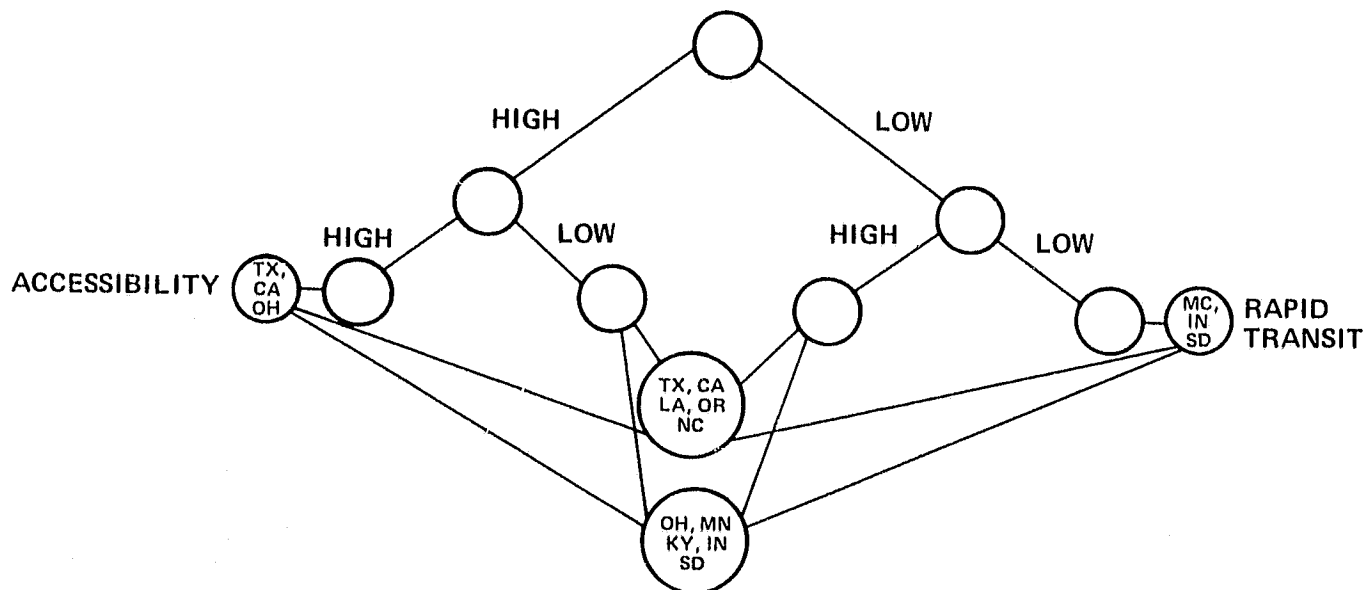 HIGH
LOW
HIGH
LOW
HIGH
LOW
ACCESSIBILITY
TX,
CA
OH
MC,
IN
SD
RAPID
TRANSIT
TX, CA
LA, OR
NC
OH, MN
KY, IN
SD